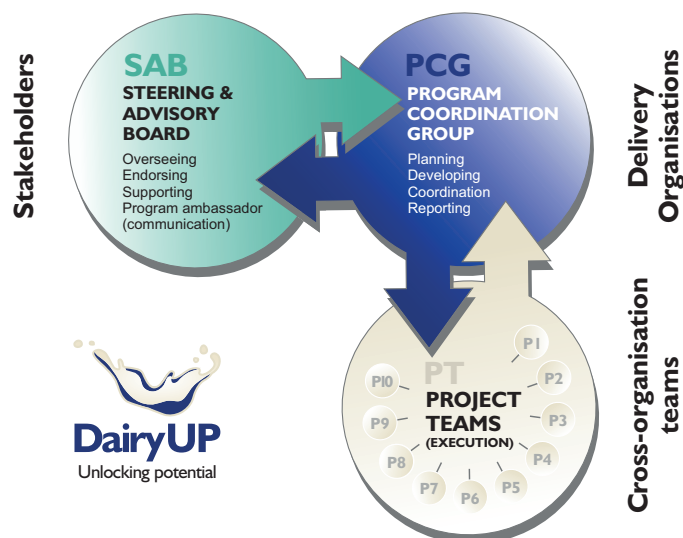 Stakeholders
SAB
STEERING &
ADVISORY
BOARD
Overseeing
Endorsing
Supporting
Program ambassador
(communication)
PCG
PROGRAM
COORDINATION
GROUP
Planning
Developing
Coordination
Reporting
Delivery
Organisations
PT
PROJECT
TEAMS
(EXECUTION)
P1
P2
P3
P4
P5
P6
P7
P8
P9
P10
Cross-organisation
teams
DairyUP
Unlocking potential